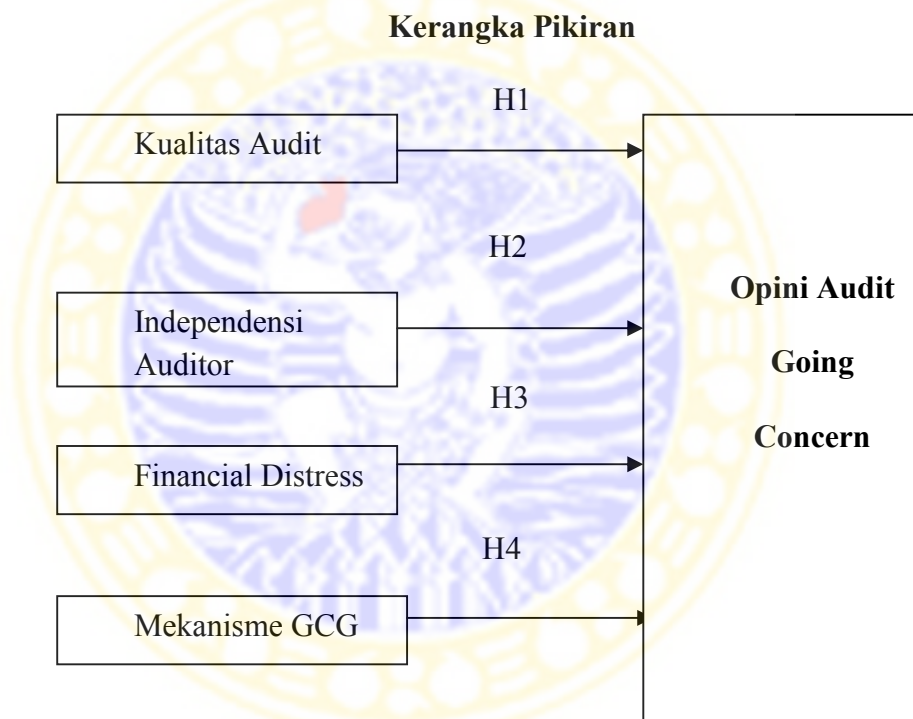 Kerangka Pikiran
H1
Kualitas Audit
H2
Independensi
Auditor
H3
Financial Distress
H4
Mekanisme GCG
Opini Audit
Going
Concern